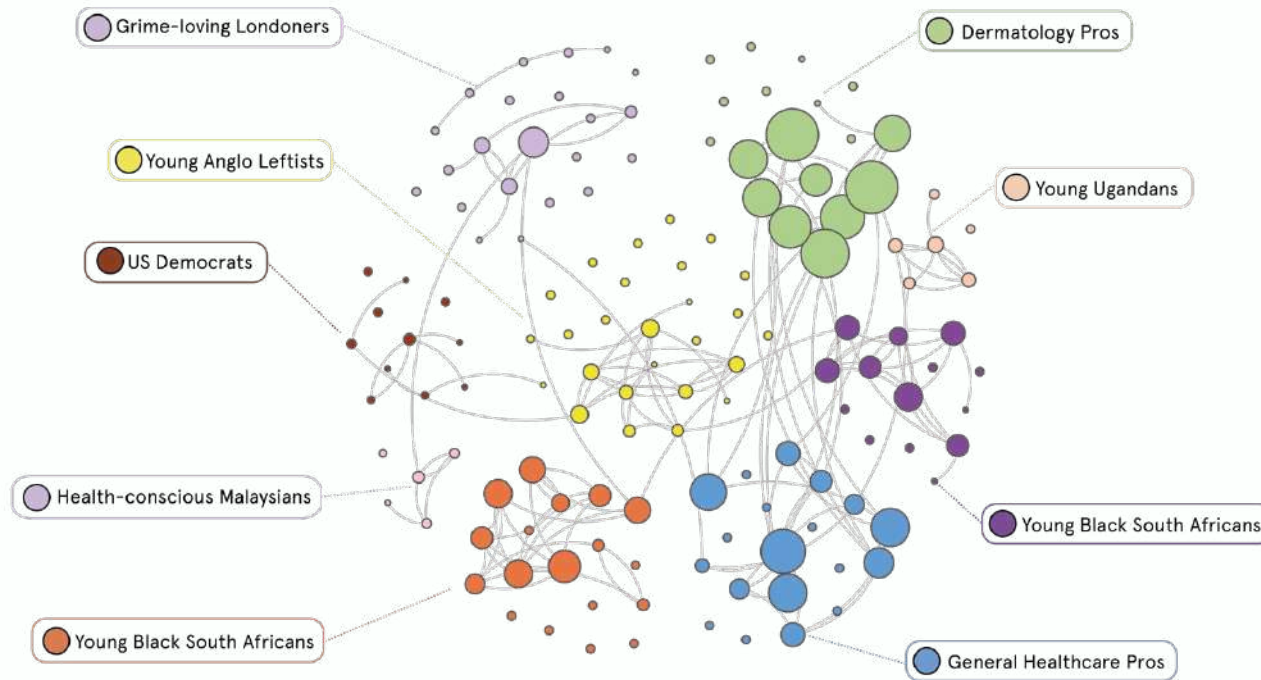 Grime-loving Londoners
Dermatology Pros
Young Anglo Leftists
Young Ugandans
US Democrats
Health-conscious Malaysians
Young Black South Africans
Young Black South Africans
General Healthcare Pros